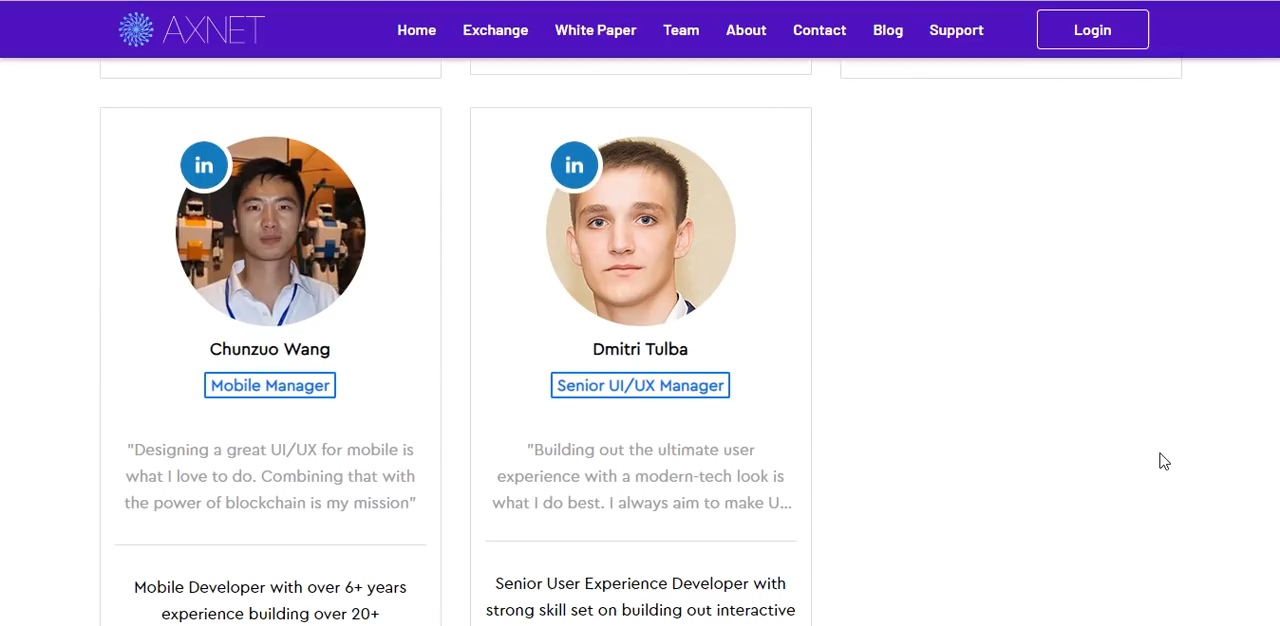 AXNET
Home Exchange White Paper Team About Contact Blog Support Login
in
Chunzuo Wang
Mobile Manager
"Designing a great UI/UX for mobile is
what I love to do. Combining that with
the power of blockchain is my mission"
Mobile Developer with over 6+ years
experience building over 20+
in
Dmitri Tulba
Senior UI/UX Manager
"Building out the ultimate user
experience with a modern-tech look is
what I do best. I always aim to make U...
Senior User Experience Developer with
strong skill set on building out interactive